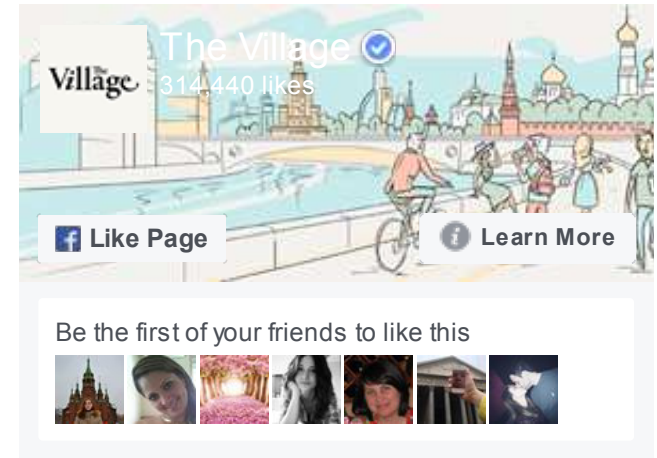 The Village
The Village
314,440 likes
Like Page
Learn More
Be the first of your friends to like this